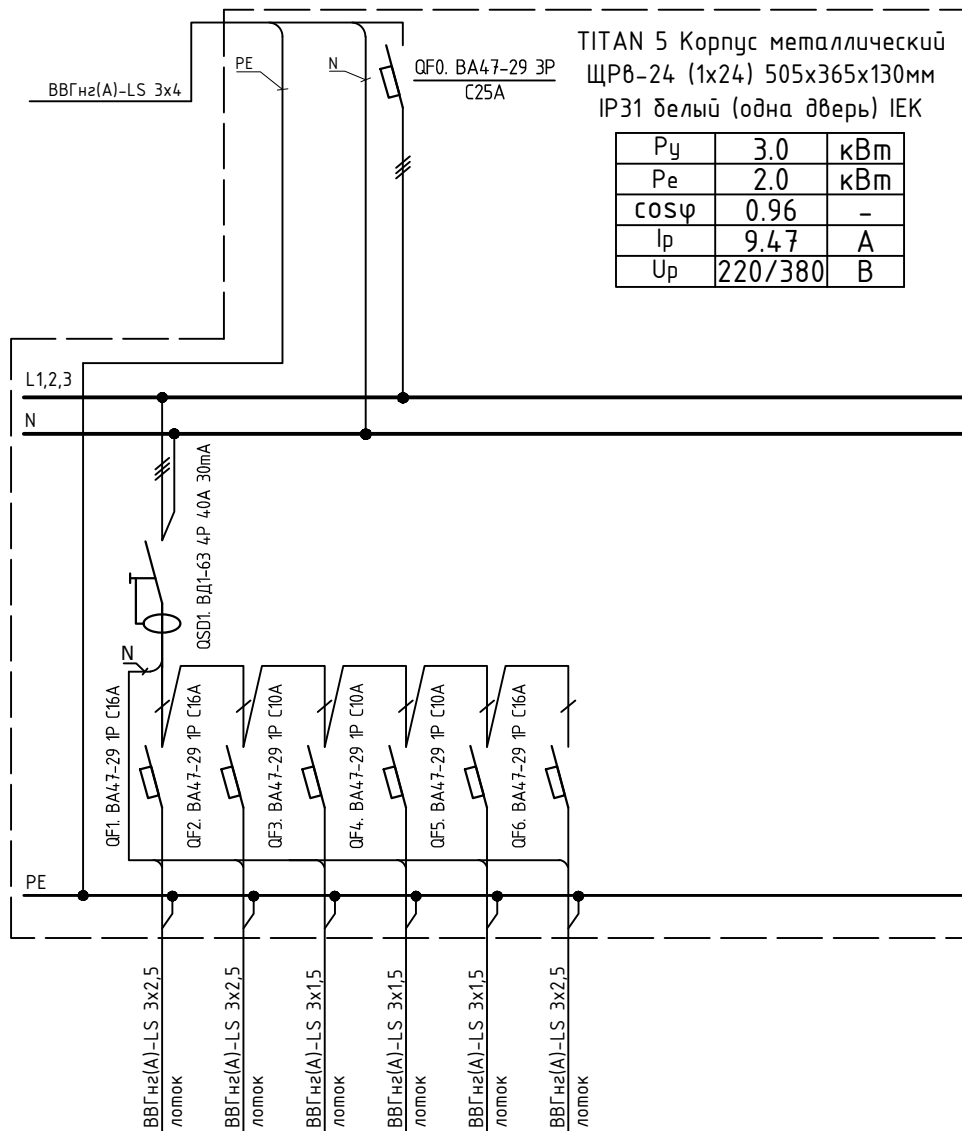 TITAN 5 Корпус металлический
ЩРв-24 (1х24) 505х365х130мм
IP31 белый (одна дверь) IEK
PE
N
QF0. ВА47-29 3Р
С25А
ВВГнг(А)-LS 3х4
Ру 3.0 кВт
Ре 2.0 кВт
cosφ 0.96 -
Iр 9.47 А
Uр 220/380 В
L1,2,3
N
QSD1. ВД1-63 4Р 40А 30mA
N
QF1. ВА47-29 1Р С16А
QF2. ВА47-29 1Р С16А
QF3. ВА47-29 1Р С10А
QF4. ВА47-29 1Р С10А
QF5. ВА47-29 1Р С10А
QF6. ВА47-29 1Р С16А
PE
ВВГнг(А)-LS 3х2,5
лоток
ВВГнг(А)-LS 3х2,5
лоток
ВВГнг(А)-LS 3х1,5
лоток
ВВГнг(А)-LS 3х1,5
лоток
ВВГнг(А)-LS 3х1,5
лоток
ВВГнг(А)-LS 3х2,5
лоток